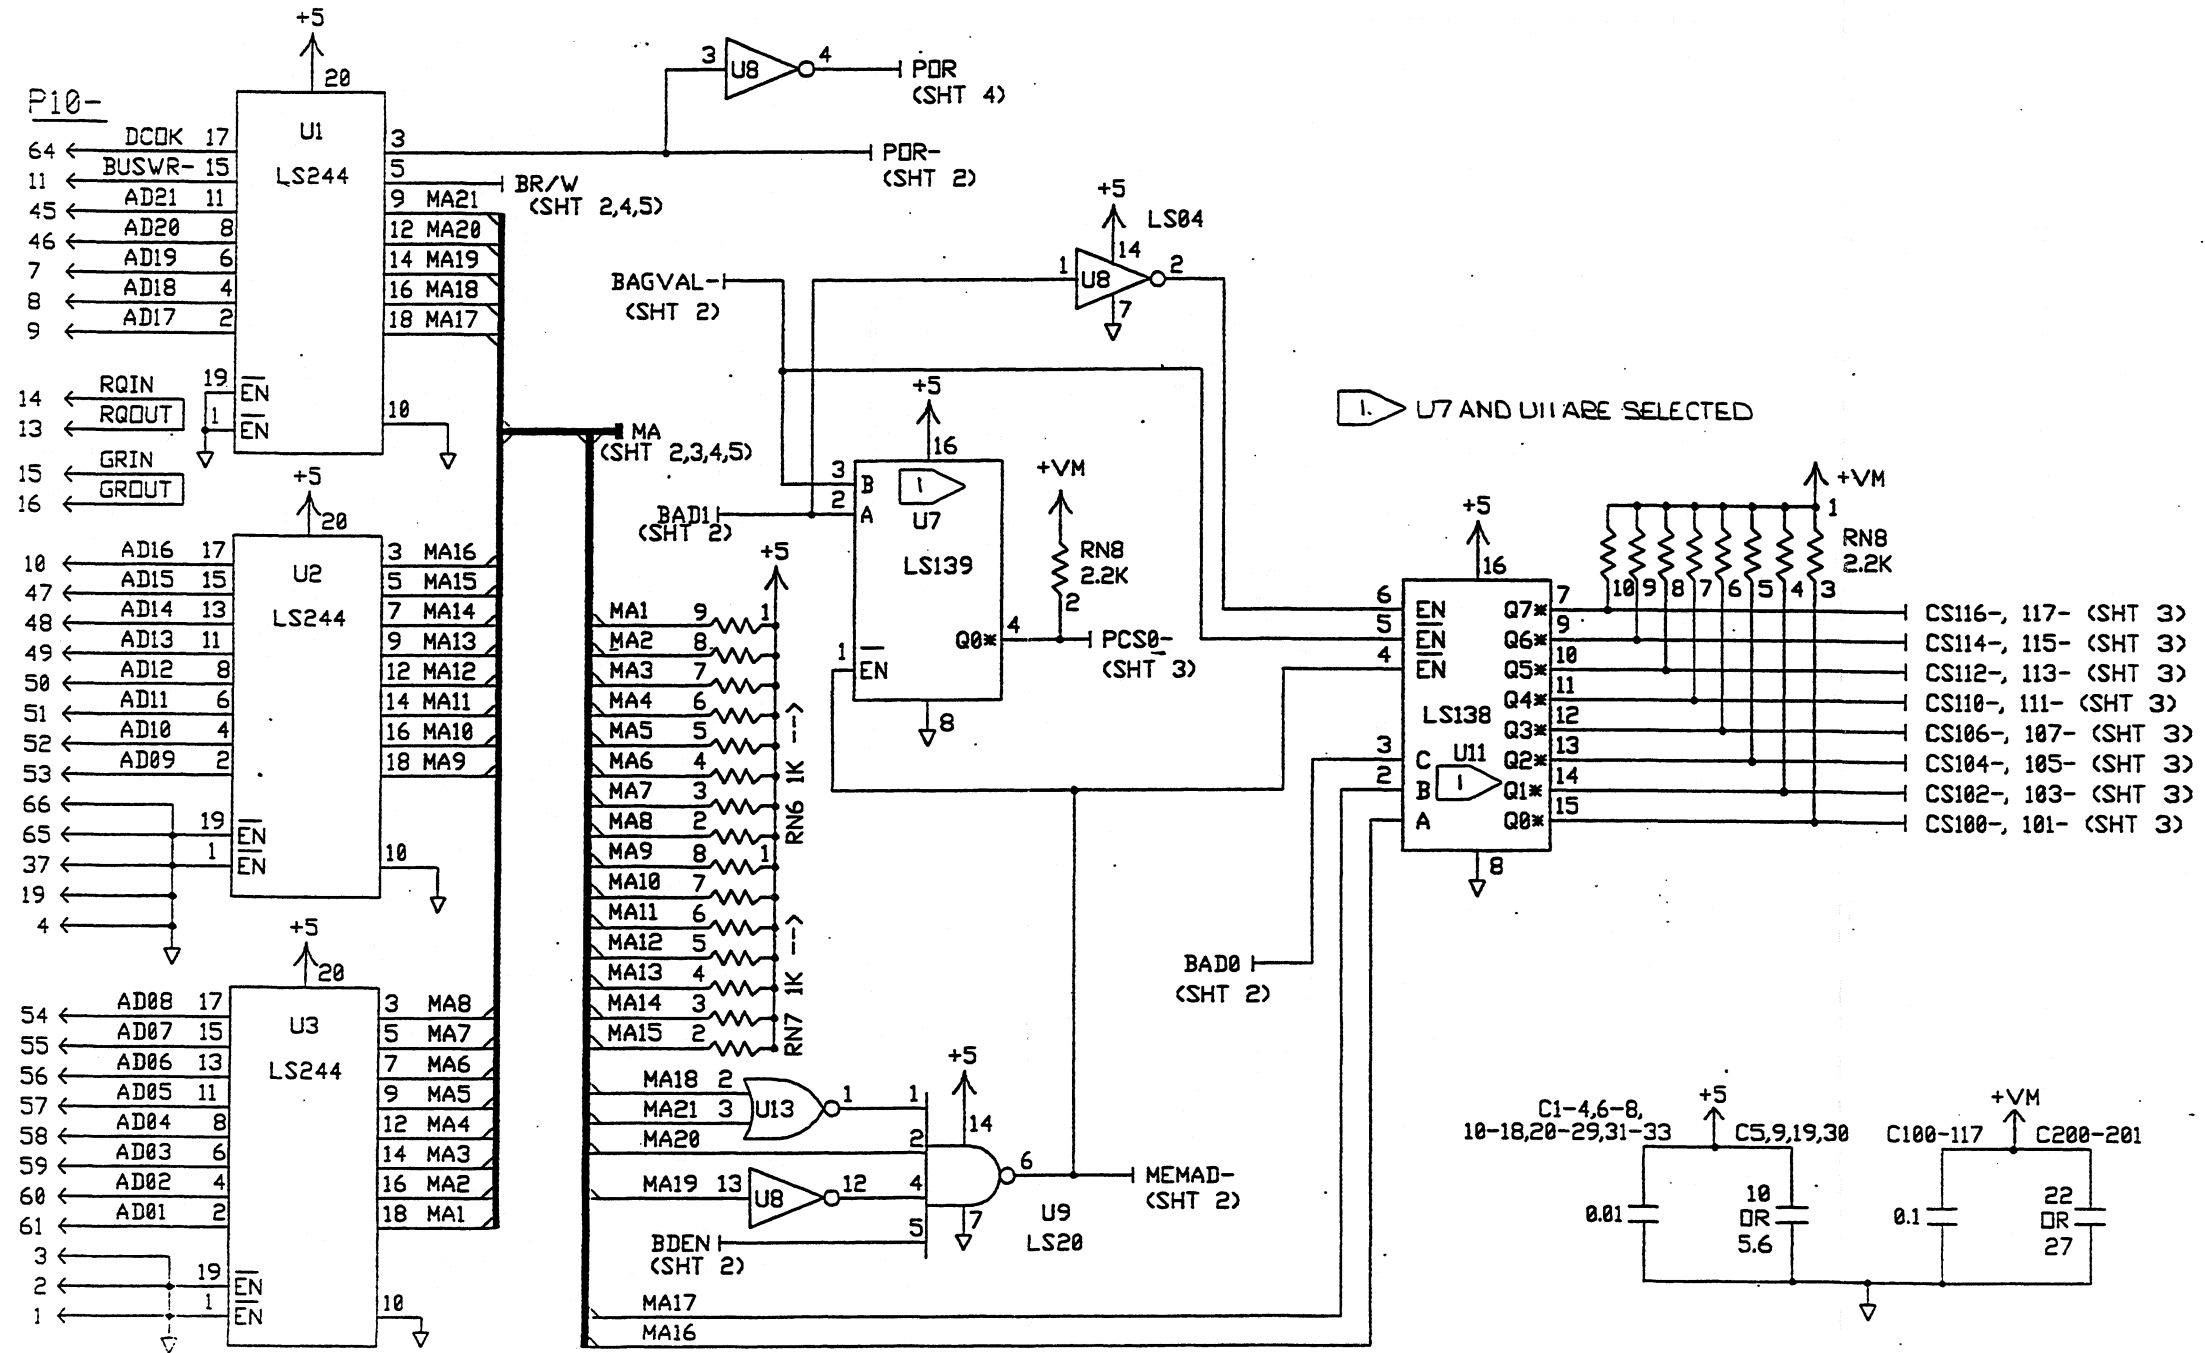 P10-
+5
20
U1
LS244
64 DCOK 17
11 BUSWR- 15
45 AD21 11
46 AD20 8
7 AD19 6
8 AD18 4
9 AD17 2
3
5
BR/W
(SHT 2,4,5)
9 MA21
12 MA20
14 MA19
16 MA18
18 MA17
19 EN
1 EN
10
14 RQIN
13 RQOUT
15 GRIN
16 GROUT
3 U8 4
POR
(SHT 4)
POR-
(SHT 2)
+5
20
U2
LS244
10 AD16 17
47 AD15 15
48 AD14 13
49 AD13 11
50 AD12 8
51 AD11 6
52 AD10 4
53 AD09 2
3 MA16
5 MA15
7 MA14
9 MA13
12 MA12
14 MA11
16 MA10
18 MA9
66
65
37
19
4
19 EN
1 EN
10
+5
20
U3
LS244
54 AD08 17
55 AD07 15
56 AD06 13
57 AD05 11
58 AD04 8
59 AD03 6
60 AD02 4
61 AD01 2
3 MA8
5 MA7
7 MA6
9 MA5
12 MA4
14 MA3
16 MA2
18 MA1
3
2
1
19 EN
1 EN
10
MA
(SHT 2,3,4,5)
BAGVAL-
(SHT 2)
BAD1
(SHT 2)
+5
LS04
14
1 U8 2
7
+5
16
3 B
2 A
1
U7
LS139
1 EN
Q0* 4
8
+VM
RN8
2.2K
2
PCS0-
(SHT 3)
+5
MA1 9 1
MA2 8
MA3 7
MA4 6
MA5 5
MA6 4
MA7 3
MA8 2
RN6 1K -->
MA9 8 1
MA10 7
MA11 6
MA12 5
MA13 4
MA14 3
MA15 2
RN7 1K -->
MA18 2
MA21 3
U13 1
MA20
MA19 13 U8 12
BDEN
(SHT 2)
1
2
4
5
+5
14
6
7
U9
LS20
MEMAD-
(SHT 2)
MA17
MA16
BAD0
(SHT 2)
1. U7 AND U11 ARE SELECTED
+5
16
6 EN
5 EN
4 EN
LS138
U11
1
3 C
2 B
1 A
8
Q7* 7
Q6* 9
Q5* 10
Q4* 11
Q3* 12
Q2* 13
Q1* 14
Q0* 15
+VM
1
RN8
2.2K
10 9 8 7 6 5 4 3
CS116-, 117- (SHT 3)
CS114-, 115- (SHT 3)
CS112-, 113- (SHT 3)
CS110-, 111- (SHT 3)
CS106-, 107- (SHT 3)
CS104-, 105- (SHT 3)
CS102-, 103- (SHT 3)
CS100-, 101- (SHT 3)
C1-4,6-8,
10-18,20-29,31-33
+5
C5,9,19,30
0.01
10
OR
5.6
C100-117
+VM
C200-201
0.1
22
OR
27